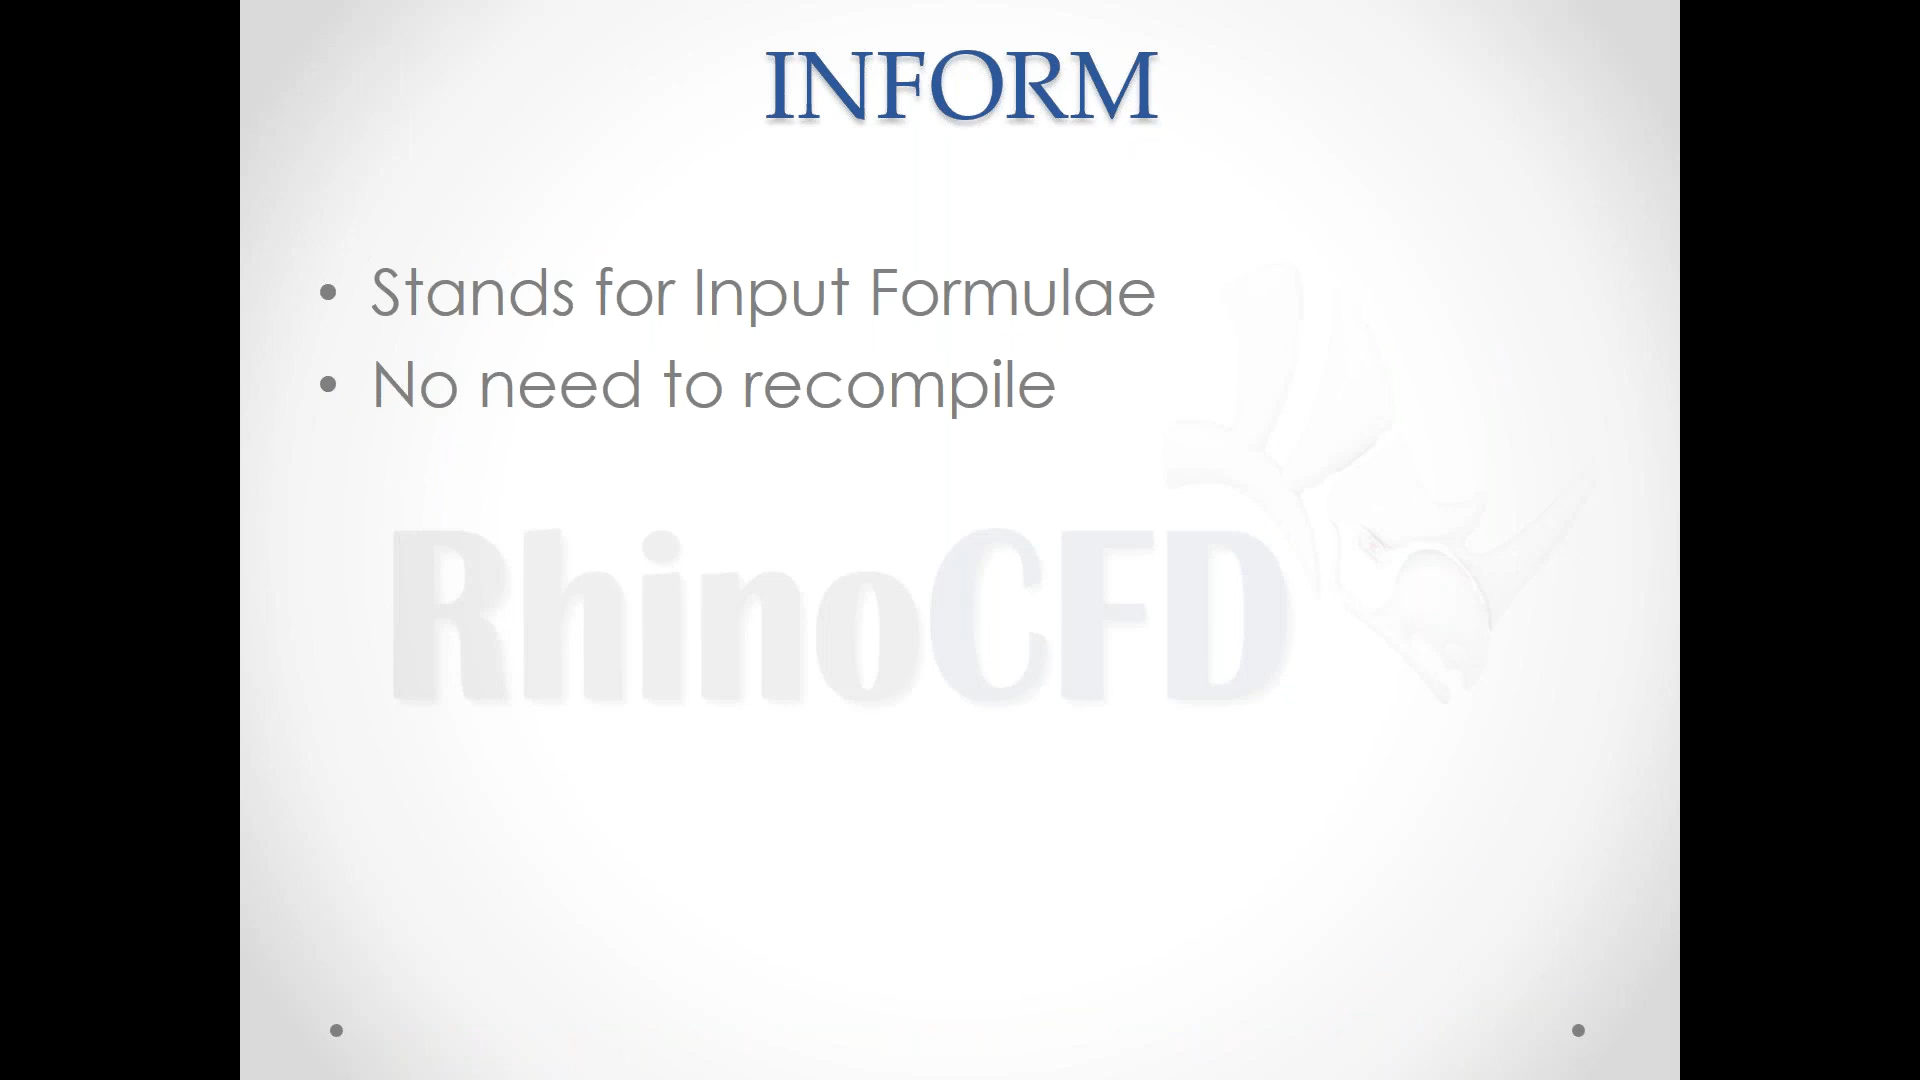 INFORM
• Stands for Input Formulae
• No need to recompile
RhinoCFD